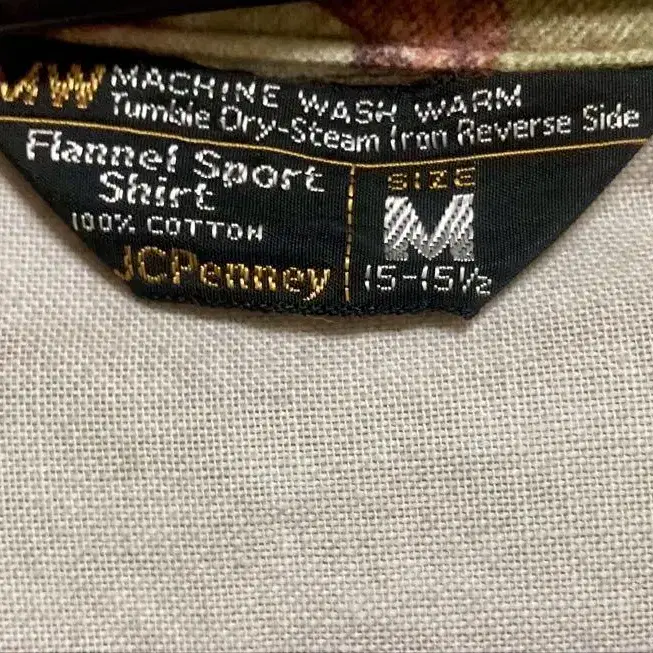 MACHINE WASH WARM
Tumble Dry-Steam Iron Reverse Side
Flannel Sport
Shirt
100% COTTON
JCPenney
SIZE
M
15-15½